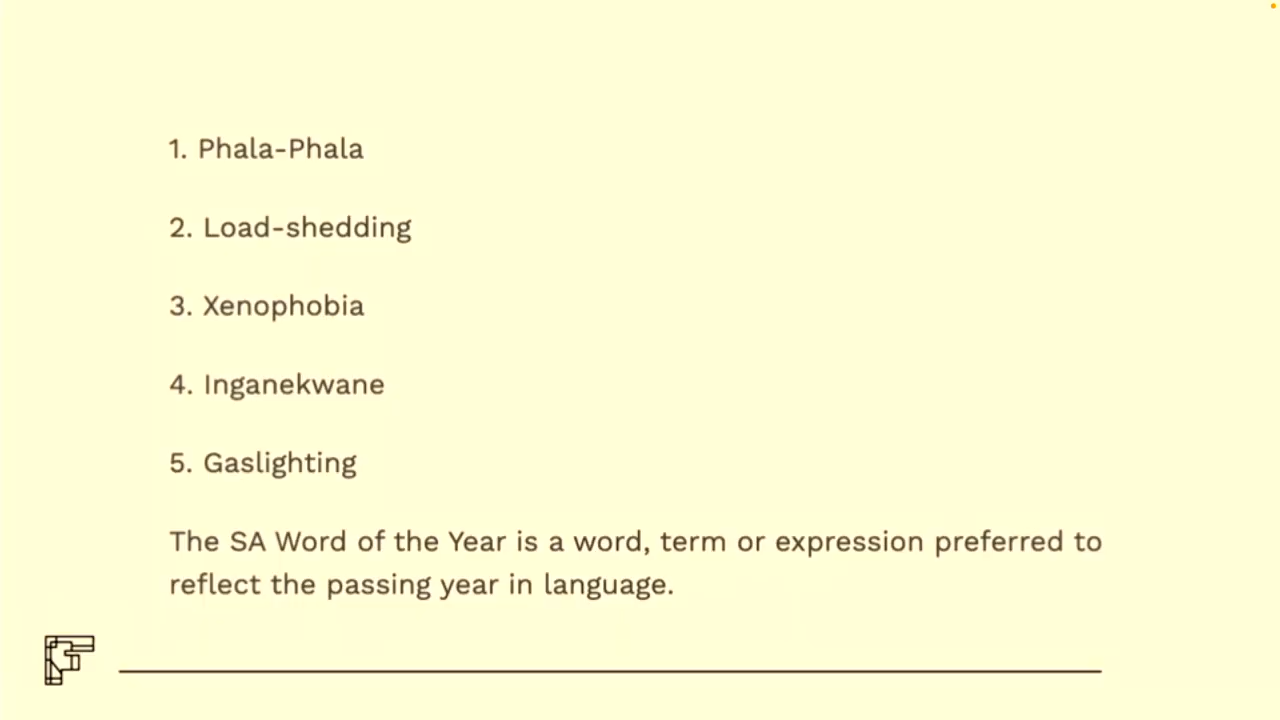 1. Phala-Phala
2. Load-shedding
3. Xenophobia
4. Inganekwane
5. Gaslighting
The SA Word of the Year is a word, term or expression preferred to
reflect the passing year in language.